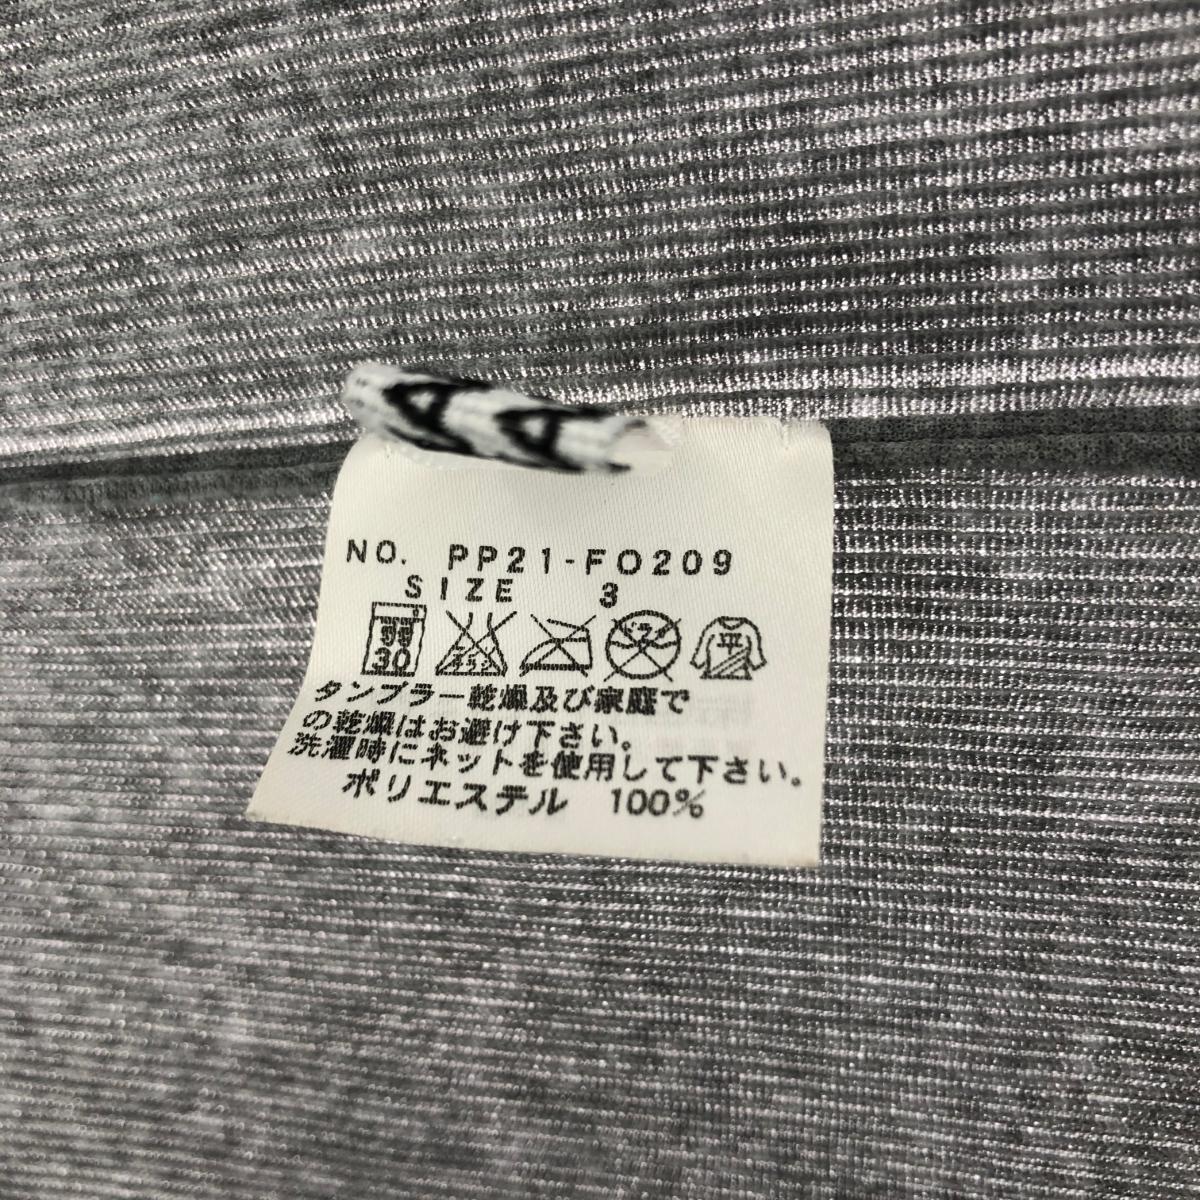 NO. PP21-FO209
SIZE 3
30 平
タンブラー乾燥及び家庭で
の乾燥はお避け下さい。
洗濯時にネットを使用して下さい。
ポリエステル 100%